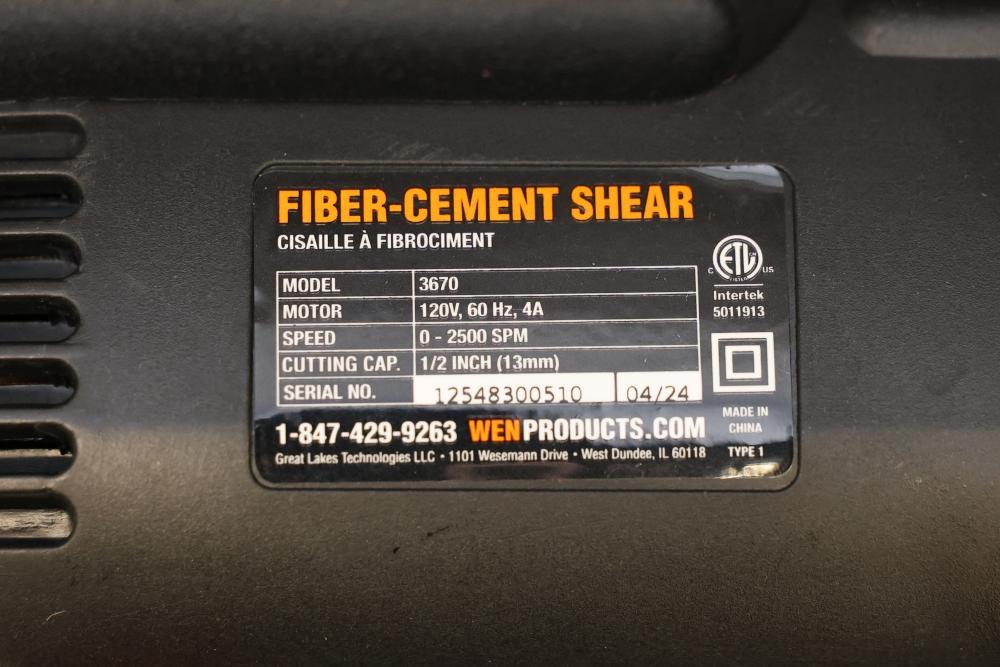 FIBER-CEMENT SHEAR
CISAILLE À FIBROCIMENT
MODEL 3670
MOTOR 120V, 60 Hz, 4A
SPEED 0 - 2500 SPM
CUTTING CAP. 1/2 INCH (13mm)
SERIAL NO. 12548300510 04/24
1-847-429-9263 WENPRODUCTS.COM
Great Lakes Technologies LLC • 1101 Wesemann Drive • West Dundee, IL 60118
ETL
C US
LISTED
Intertek
5011913
MADE IN
CHINA
TYPE 1